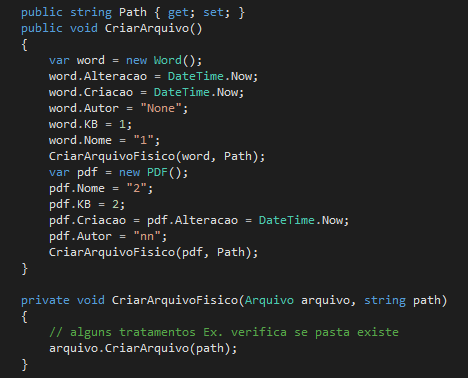 public string Path { get; set; }
public void CriarArquivo()
{
var word = new Word();
word.Alteracao = DateTime.Now;
word.Criacao = DateTime.Now;
word.Autor = "None";
word.KB = 1;
word.Nome = "1";
CriarArquivoFisico(word, Path);
var pdf = new PDF();
pdf.Nome = "2";
pdf.KB = 2;
pdf.Criacao = pdf.Alteracao = DateTime.Now;
pdf.Autor = "nn";
CriarArquivoFisico(pdf, Path);
}
private void CriarArquivoFisico(Arquivo arquivo, string path)
{
// alguns tratamentos Ex. verifica se pasta existe
arquivo.CriarArquivo(path);
}